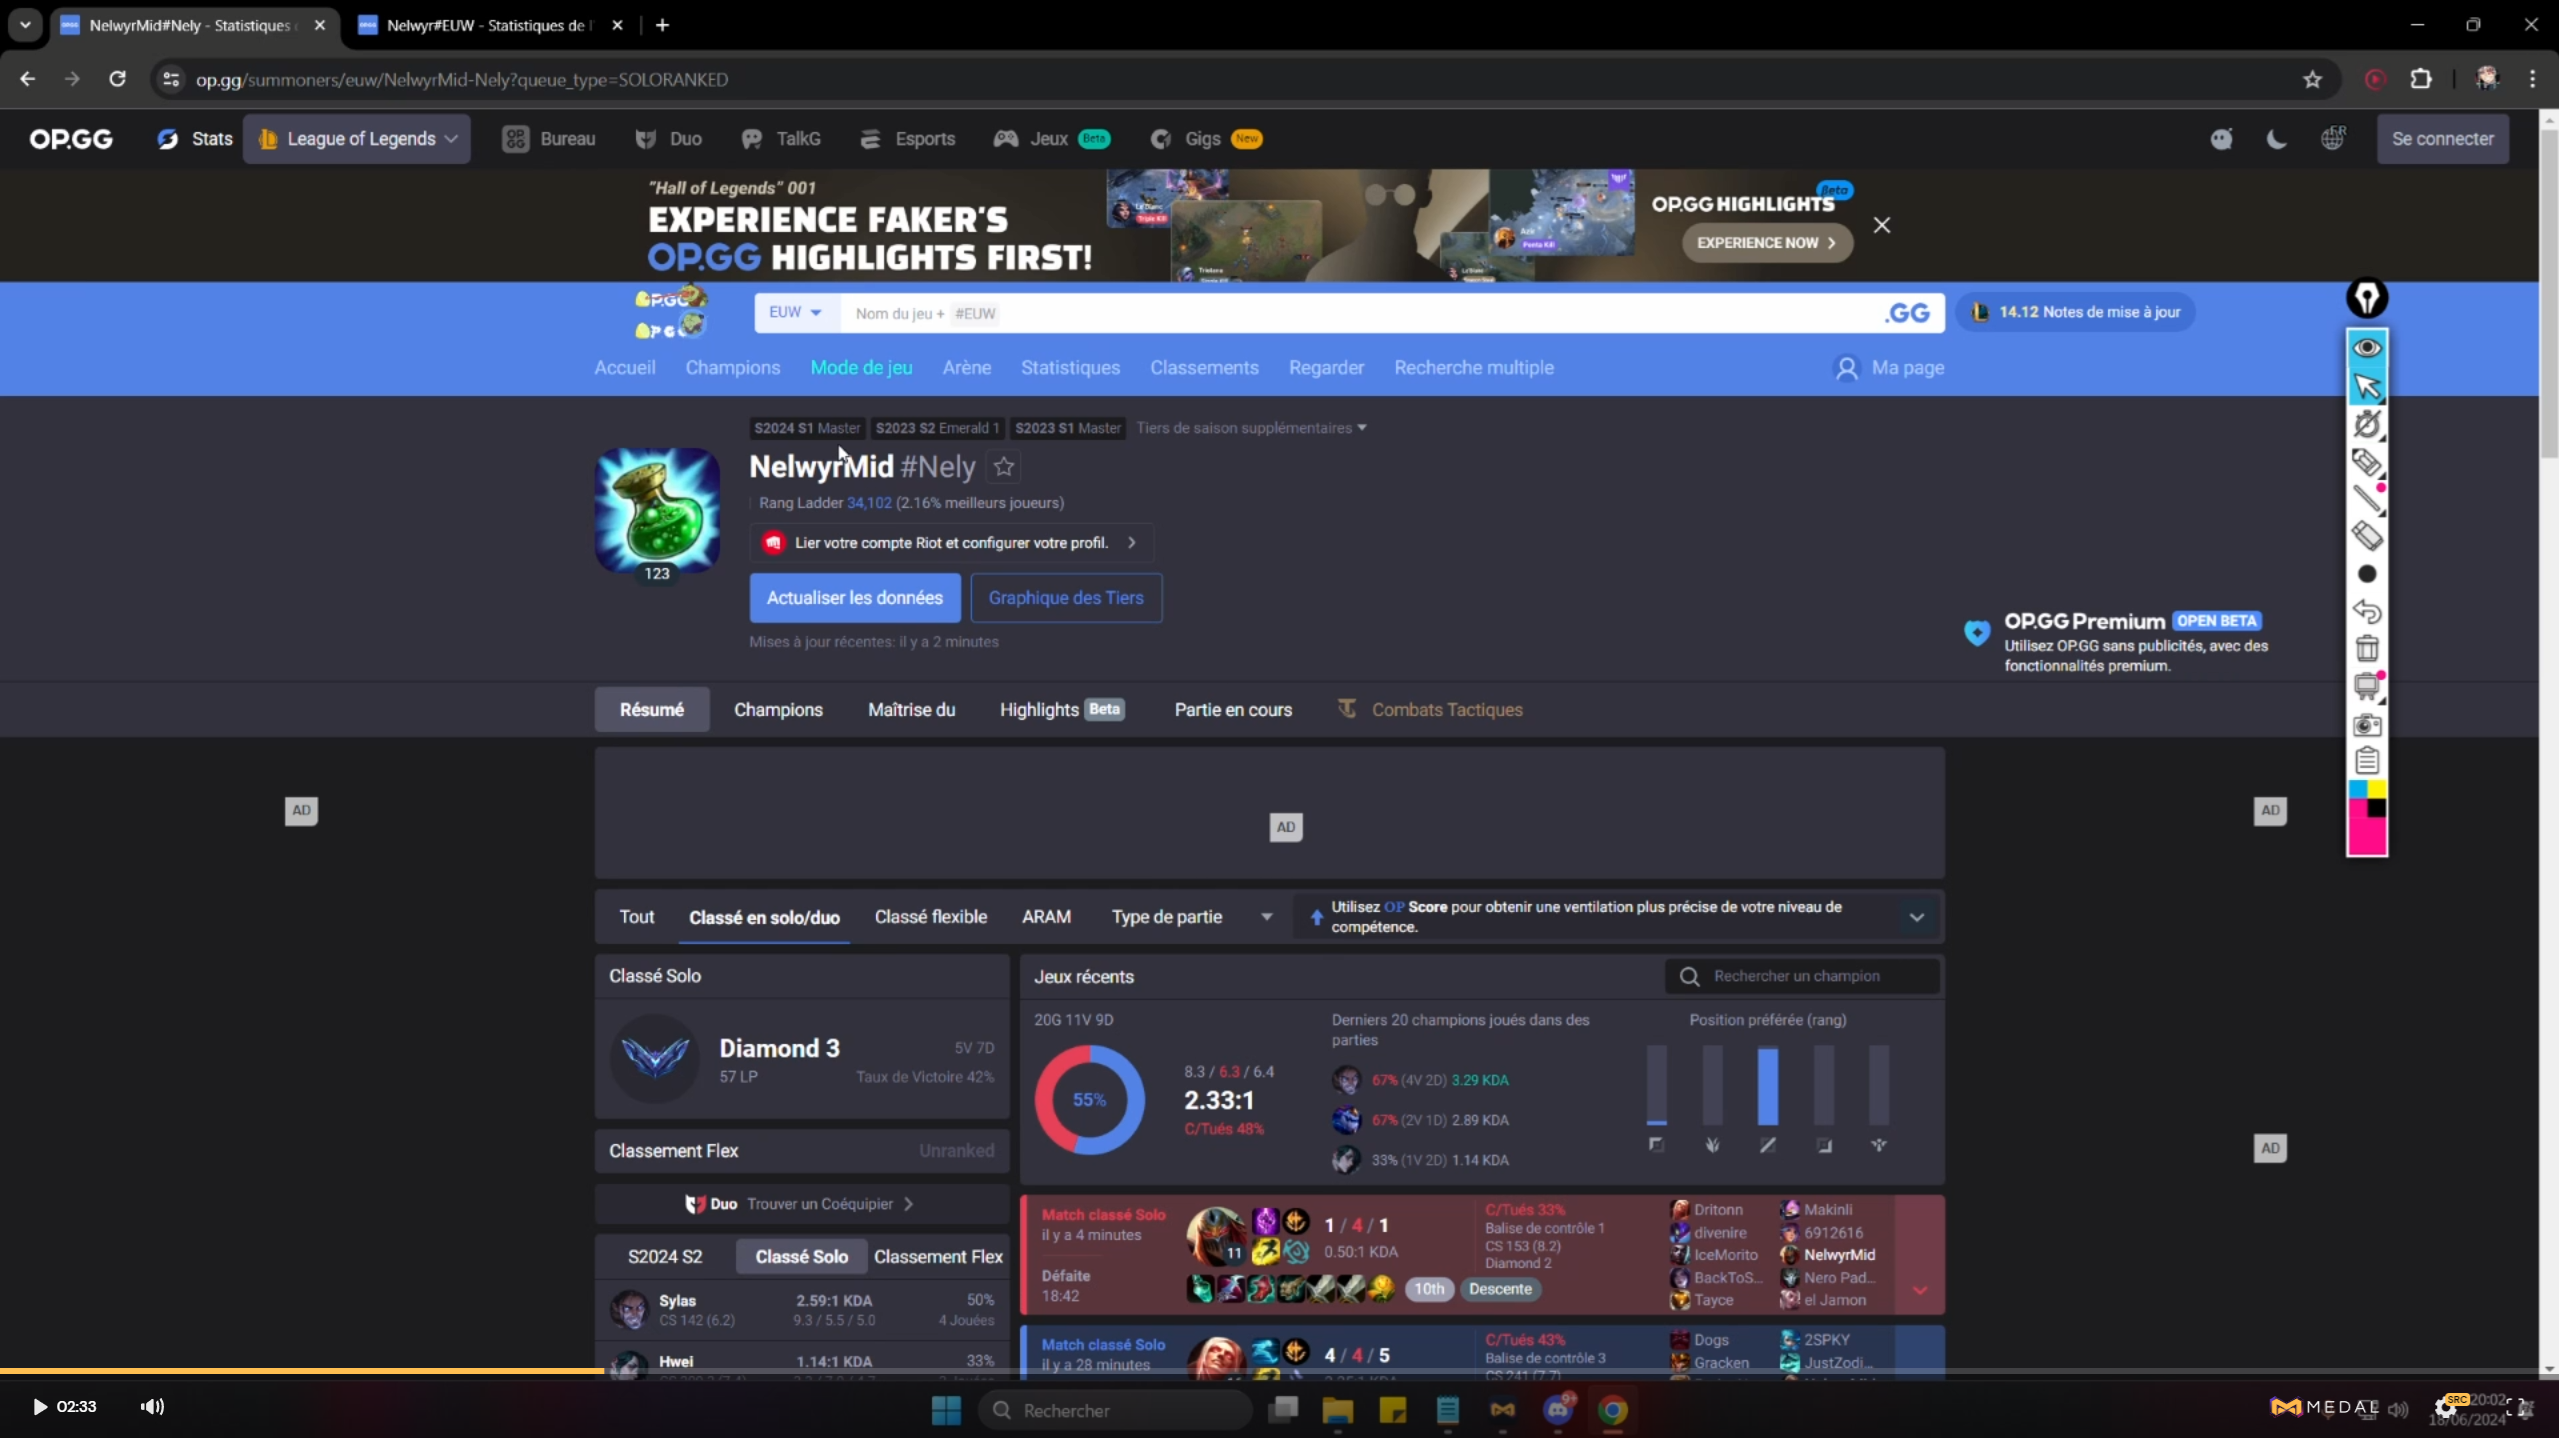 NelwyrMid#Nely - Statistiques
Nelwyr#EUW - Statistiques de l'
op.gg/summoners/euw/NelwyrMid-Nely?queue_type=SOLORANKED
OP.GG
Stats
League of Legends
Bureau
Duo
TalkG
Esports
Jeux Beta
Gigs New
FR
Se connecter
"Hall of Legends" 001
EXPERIENCE FAKER'S
OP.GG HIGHLIGHTS FIRST!
Beta
OP.GG HIGHLIGHTS
EXPERIENCE NOW
EUW
Nom du jeu + #EUW
.GG
14.12 Notes de mise à jour
Accueil
Champions
Mode de jeu
Arène
Statistiques
Classements
Regarder
Recherche multiple
Ma page
S2024 S1 Master
S2023 S2 Emerald 1
S2023 S1 Master
Tiers de saison supplémentaires
NelwyrMid #Nely
Rang Ladder 34,102 (2.16% meilleurs joueurs)
123
Lier votre compte Riot et configurer votre profil.
Actualiser les données
Graphique des Tiers
Mises à jour récentes: il y a 2 minutes
OP.GG Premium OPEN BETA
Utilisez OP.GG sans publicités, avec des
fonctionnalités premium.
Résumé
Champions
Maîtrise du
Highlights Beta
Partie en cours
Combats Tactiques
AD
AD
AD
Tout
Classé en solo/duo
Classé flexible
ARAM
Type de partie
Utilisez OP Score pour obtenir une ventilation plus précise de votre niveau de
compétence.
Classé Solo
Diamond 3
5V 7D
57 LP
Taux de Victoire 42%
Classement Flex
Unranked
Duo Trouver un Coéquipier
S2024 S2
Classé Solo
Classement Flex
Sylas
2.59:1 KDA
50%
CS 142 (6.2)
9.3 / 5.5 / 5.0
4 Jouées
Hwei
1.14:1 KDA
33%
Jeux récents
Rechercher un champion
20G 11V 9D
55%
8.3 / 6.3 / 6.4
2.33:1
C/Tués 48%
Derniers 20 champions joués dans des
parties
67% (4V 2D) 3.29 KDA
67% (2V 1D) 2.89 KDA
33% (1V 2D) 1.14 KDA
Position préférée (rang)
AD
Match classé Solo
il y a 4 minutes
Défaite
18:42
11
1 / 4 / 1
0.50:1 KDA
10th
Descente
C/Tués 33%
Balise de contrôle 1
CS 153 (8.2)
Diamond 2
Dritonn
divenire
IceMorito
BackToS...
Tayce
Makinli
6912616
NelwyrMid
Nero Pad...
el Jamon
Match classé Solo
il y a 28 minutes
4 / 4 / 5
C/Tués 43%
Balise de contrôle 3
CS 241 (7.7)
Dogs
Gracken
2SPKY
JustZodi...
02:33
Rechercher
9+
MEDAL
SRC
20:02
18/06/2024